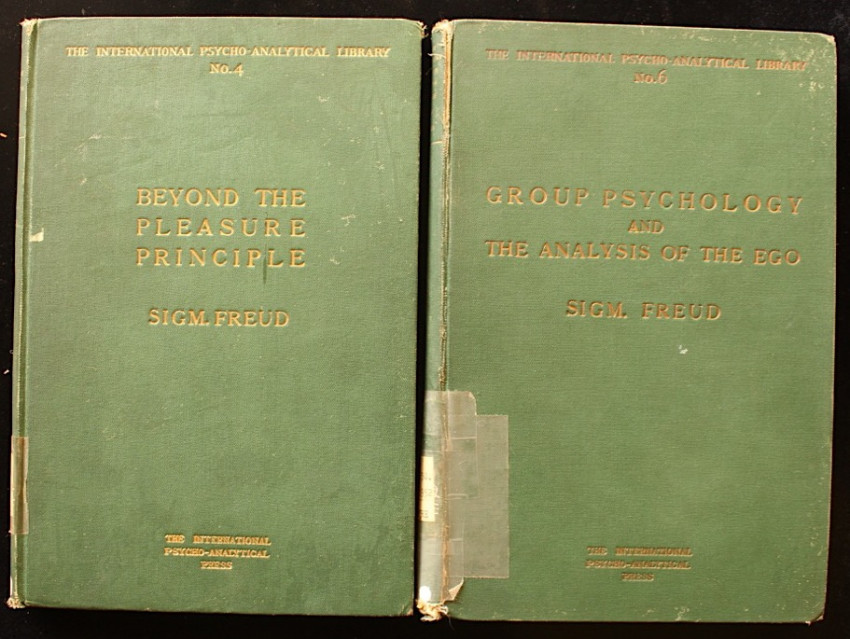 THE INTERNATIONAL PSYCHO-ANALYTICAL LIBRARY
No. 4
BEYOND THE
PLEASURE
PRINCIPLE
SIGM. FREUD
THE INTERNATIONAL
PSYCHO-ANALYTICAL
PRESS
THE INTERNATIONAL PSYCHO-ANALYTICAL LIBRARY
No. 6
GROUP PSYCHOLOGY
AND
THE ANALYSIS OF THE EGO
SIGM. FREUD
THE INTERNATIONAL
PSYCHO-ANALYTICAL
PRESS